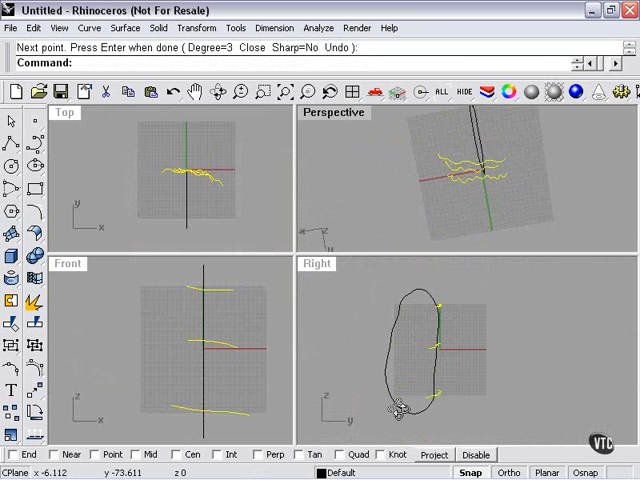 Untitled - Rhinoceros (Not For Resale)
File Edit View Curve Surface Solid Transform Tools Dimension Analyze Render Help
Next point. Press Enter when done ( Degree=3 Close Sharp=No Undo ):
Command:
ALL HIDE
Top
Perspective
y
x
x z
Front
Right
z
x
z
y
T
VTC
End Near Point Mid Cen Int Perp Tan Quad Knot Project Disable
CPlane x -6.112 y -73.611 z 0 Default Snap Ortho Planar Osnap